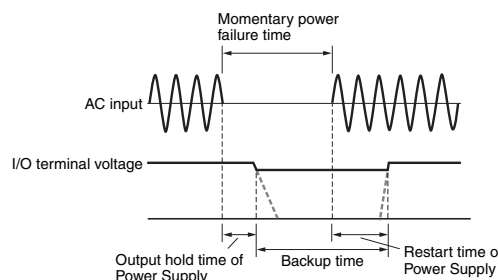 Momentary power
failure time
AC input
I/O terminal voltage
Output hold time of
Power Supply
Backup time
Restart time o
Power Supply